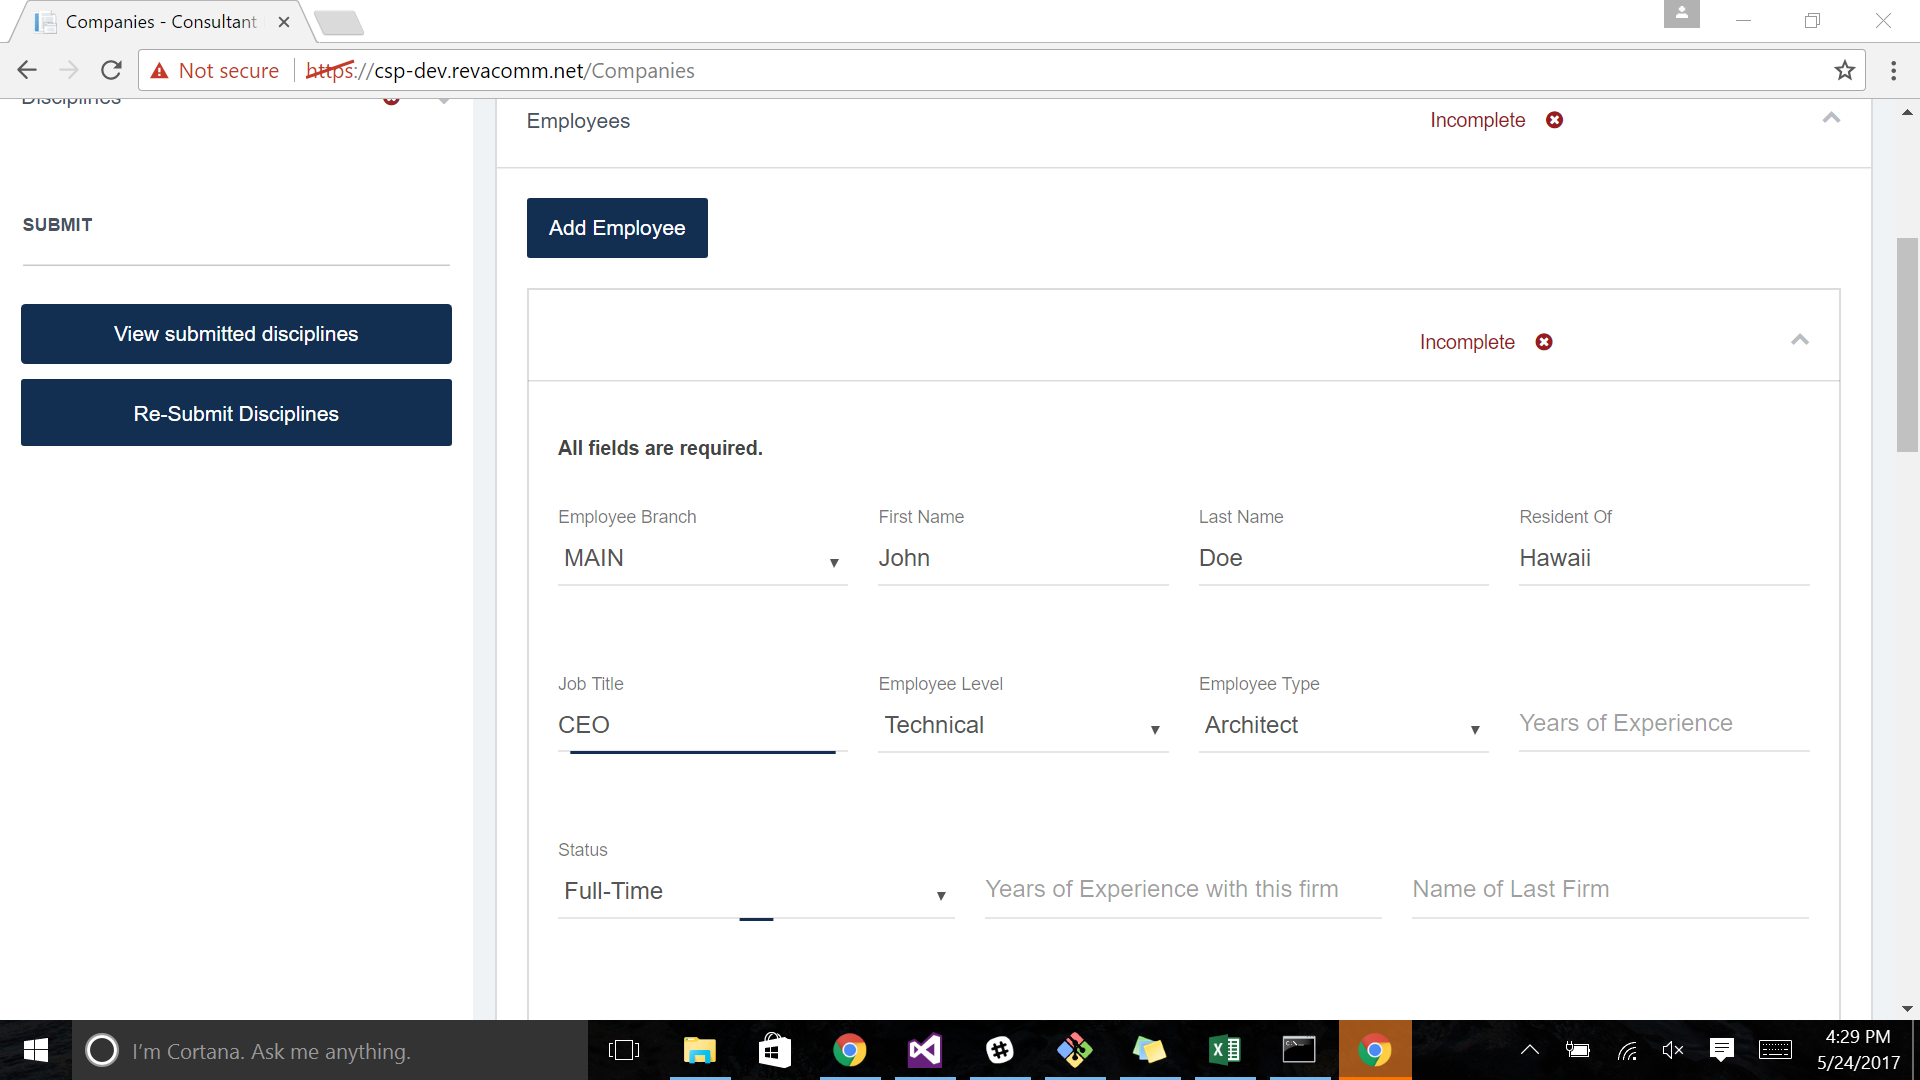 Companies - Consultant
Not secure https://csp-dev.revacomm.net/Companies
Disciplines
SUBMIT
View submitted disciplines
Re-Submit Disciplines
Employees Incomplete
Add Employee
Incomplete
All fields are required.
Employee Branch First Name Last Name Resident Of
MAIN John Doe Hawaii
Job Title Employee Level Employee Type
CEO Technical Architect Years of Experience
Status
Full-Time Years of Experience with this firm Name of Last Firm
I'm Cortana. Ask me anything.
4:29 PM
5/24/2017